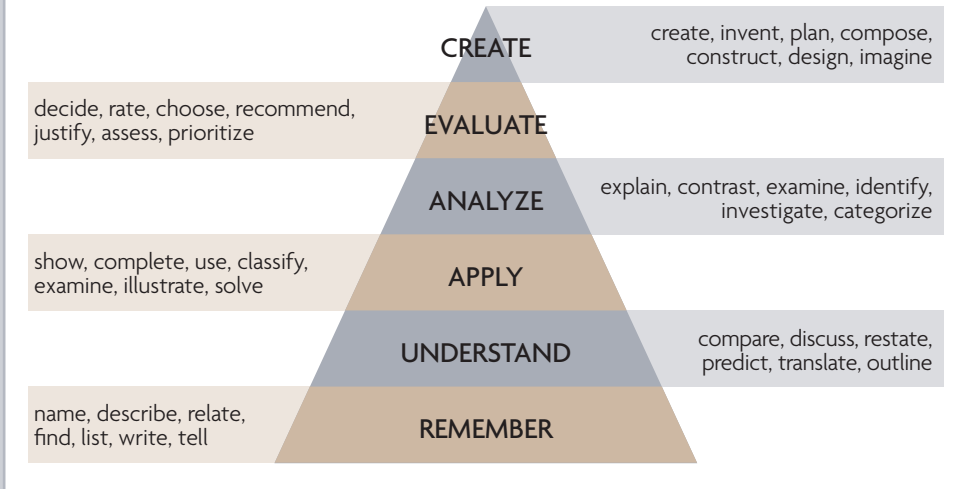 CREATE
create, invent, plan, compose,
construct, design, imagine
decide, rate, choose, recommend,
justify, assess, prioritize
EVALUATE
ANALYZE
explain, contrast, examine, identify,
investigate, categorize
show, complete, use, classify,
examine, illustrate, solve
APPLY
UNDERSTAND
compare, discuss, restate,
predict, translate, outline
name, describe, relate,
find, list, write, tell
REMEMBER